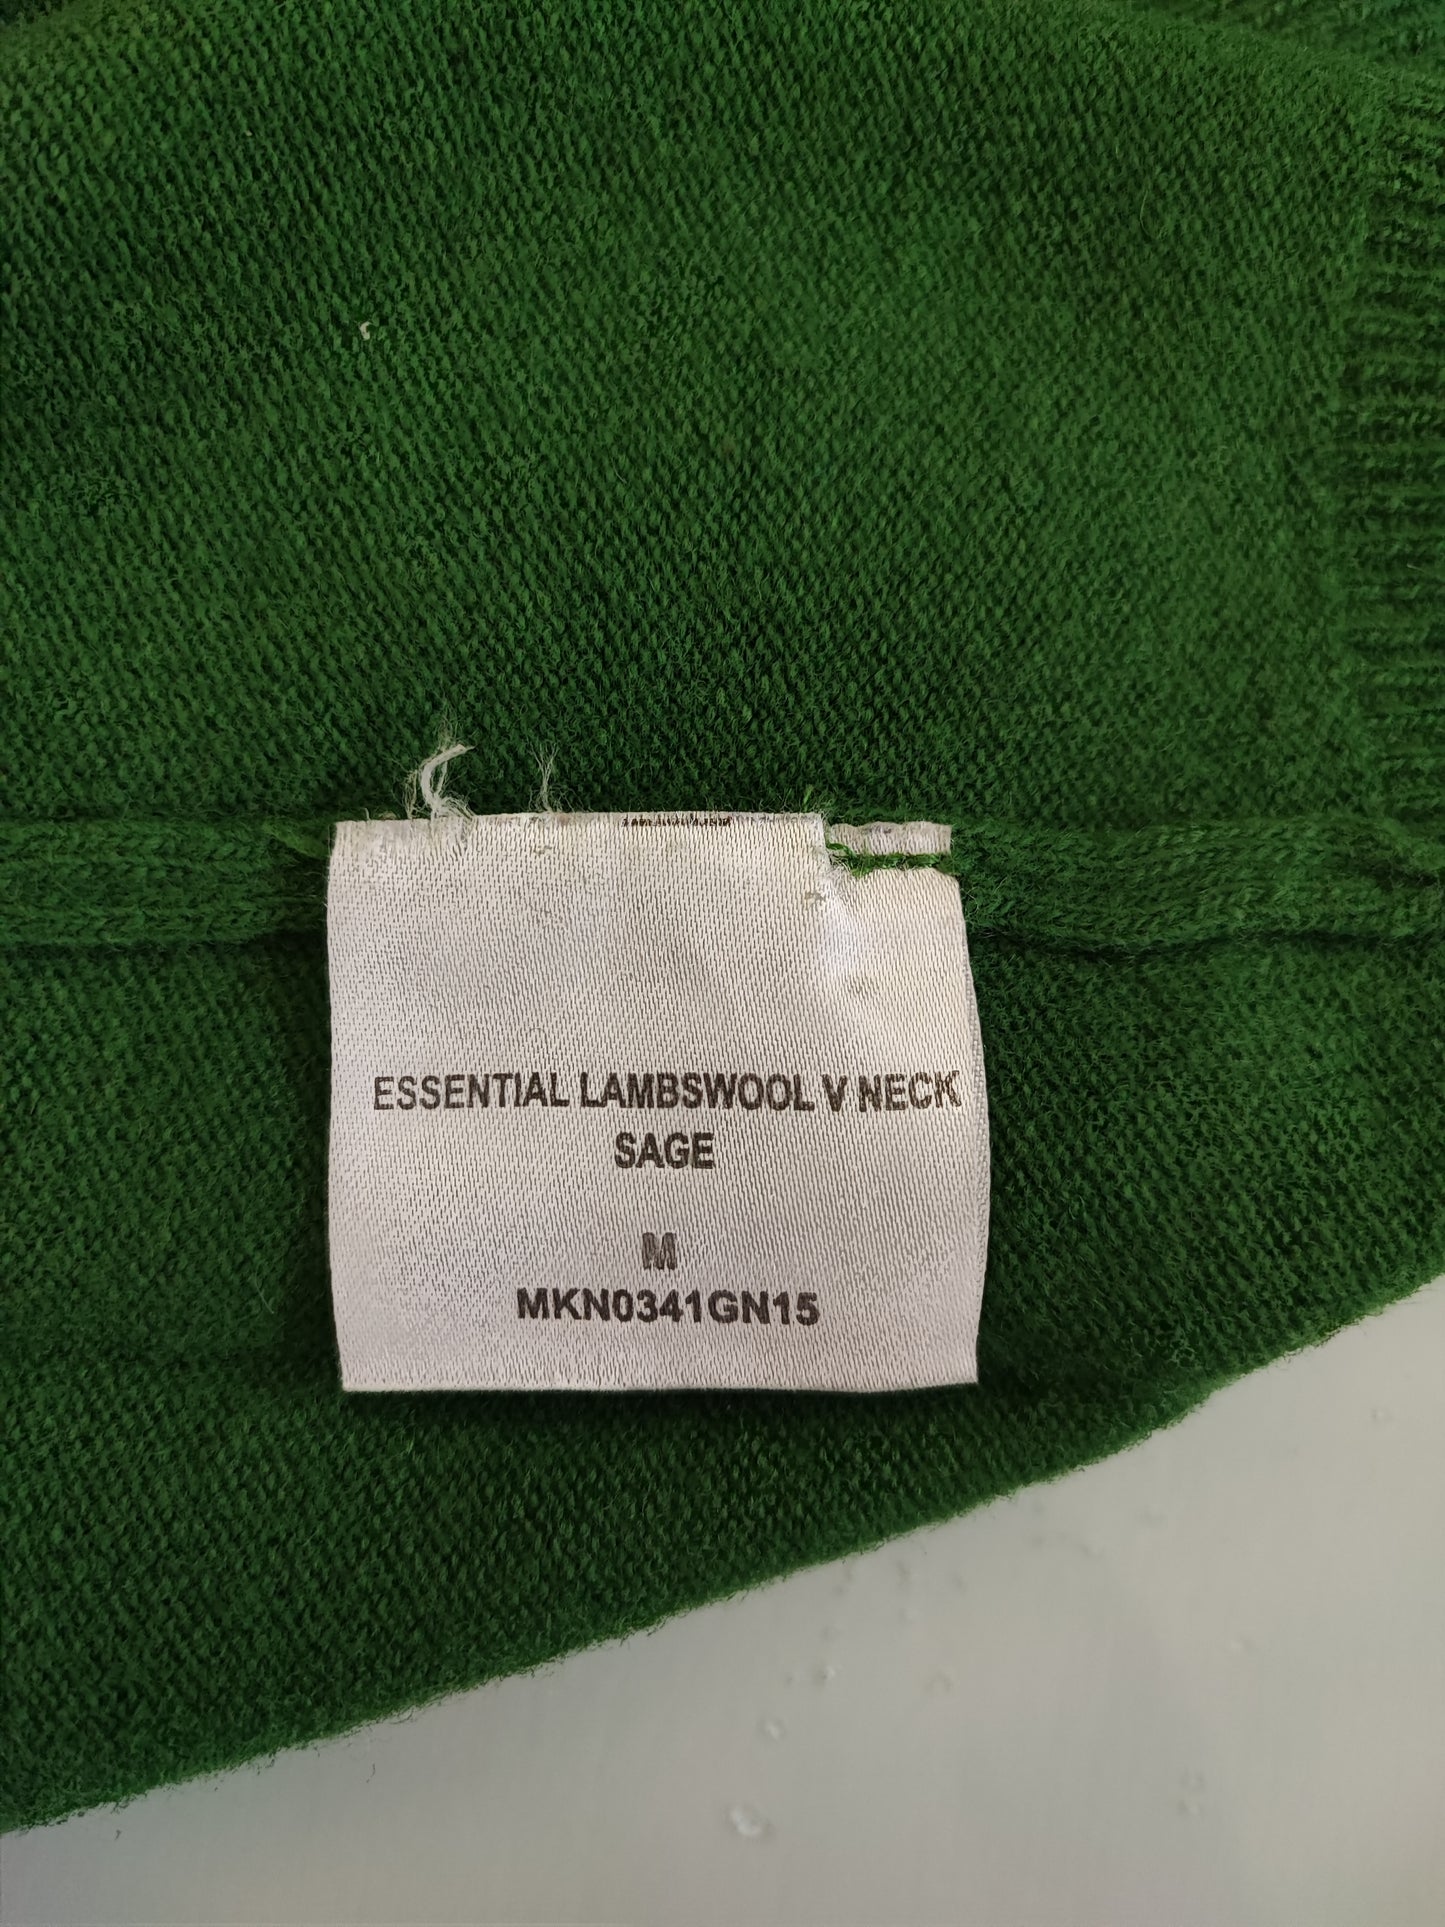 ESSENTIAL LAMBSWOOL V NECK
SAGE
M
MKN0341GN15